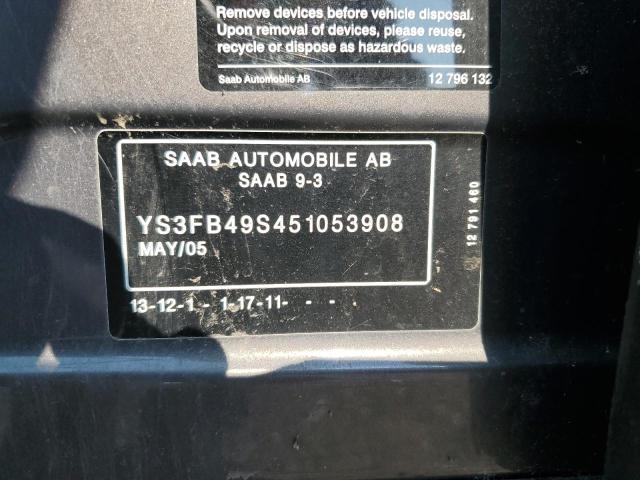 Remove devices before vehicle disposal.
Upon removal of devices, please reuse,
recycle or dispose as hazardous waste.
Saab Automobile AB 12 796 132
SAAB AUTOMOBILE AB
SAAB 9-3
YS3FB49S451053908
MAY/05
12 791 460
13-12-1 - 1-17-11- - - .